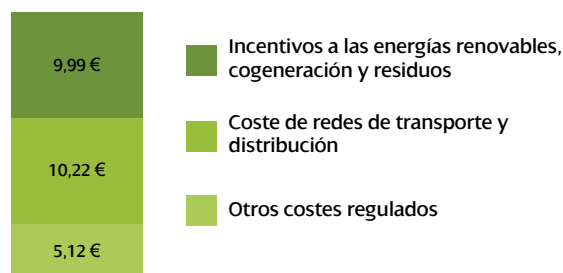 9,99 €
Incentivos a las energías renovables,
cogeneración y residuos
10,22 €
Coste de redes de transporte y
distribución
5,12 €
Otros costes regulados